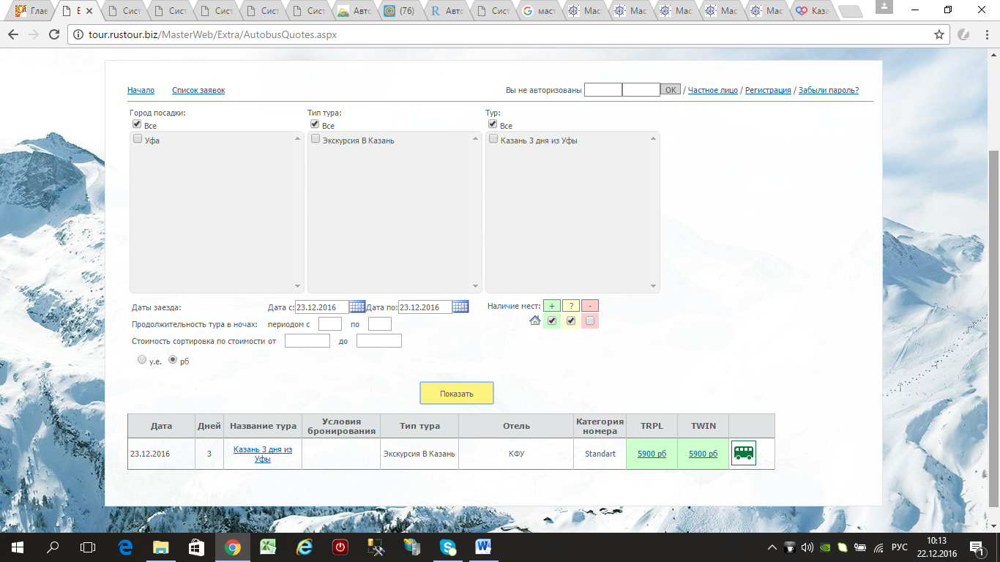 Глав
Е
Сист
Сист
Сист
Сист
Сист
Авто
(76)
Авто
Сист
маст
Мас
Мас
Мас
Мас
Мас
Каза
tour.rustour.biz/MasterWeb/Extra/AutobusQuotes.aspx
Начало Список заявок Вы не авторизованы OK / Частное лицо / Регистрация / Забыли пароль?
Город посадки: Тип тура: Тур:
Все Все Все
Уфа Экскурсия В Казань Казань 3 дня из Уфы
Даты заезда: Дата с: 23.12.2016 Дата по: 23.12.2016 Наличие мест: + ? -
Продолжительность тура в ночах: периодом с по
Стоимость сортировка по стоимости от до
у.е. рб
Показать
Дата Дней Название тура Условия бронирования Тип тура Отель Категория номера TRPL TWIN
23.12.2016 3 Казань 3 дня из Уфы Экскурсия В Казань КФУ Standart 5900 рб 5900 рб
РУС
10:13
22.12.2016
1